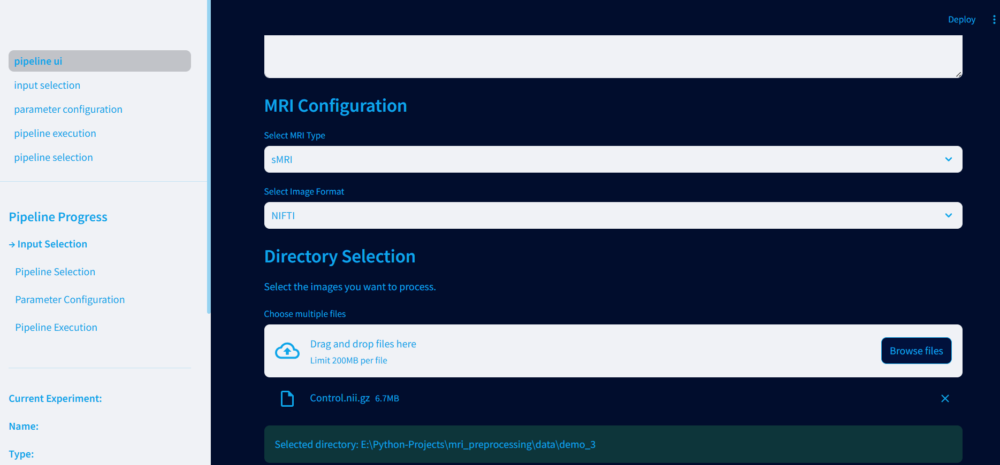 Deploy
pipeline ui
input selection
parameter configuration
pipeline execution
pipeline selection
Pipeline Progress
→ Input Selection
Pipeline Selection
Parameter Configuration
Pipeline Execution
Current Experiment:
Name:
Type:
MRI Configuration
Select MRI Type
sMRI
Select Image Format
NIFTI
Directory Selection
Select the images you want to process.
Choose multiple files
Drag and drop files here
Limit 200MB per file
Browse files
Control.nii.gz 6.7MB
Selected directory: E:\Python-Projects\mri_preprocessing\data\demo_3